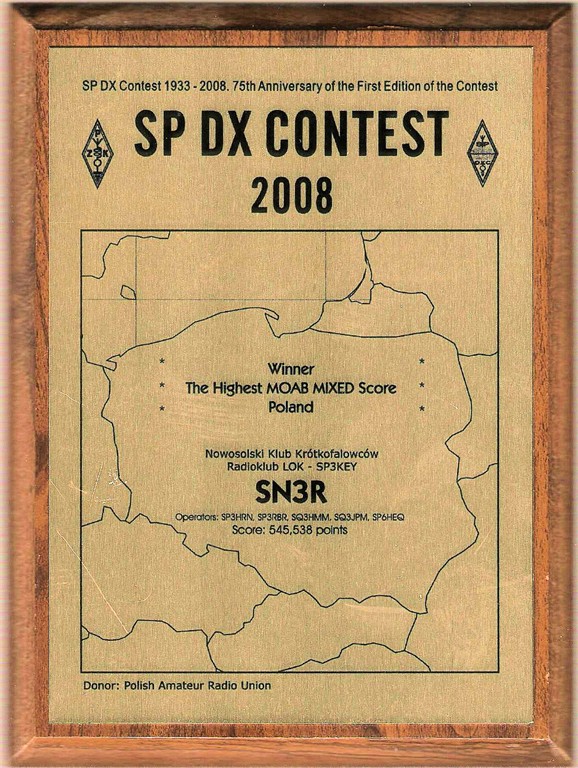 SP DX Contest 1933 - 2008. 75th Anniversary of the First Edition of the Contest
SP DX CONTEST
2008
P
Z K
SP
DXC
* Winner *
* The Highest MOAB MIXED Score *
* Poland *
Nowosolski Klub Krótkofalowców
Radioklub LOK - SP3KEY
SN3R
Operators: SP3HRN, SP3RBR, SQ3HMM, SQ3JPM, SP6HEQ
Score: 545,538 points
Donor: Polish Amateur Radio Union